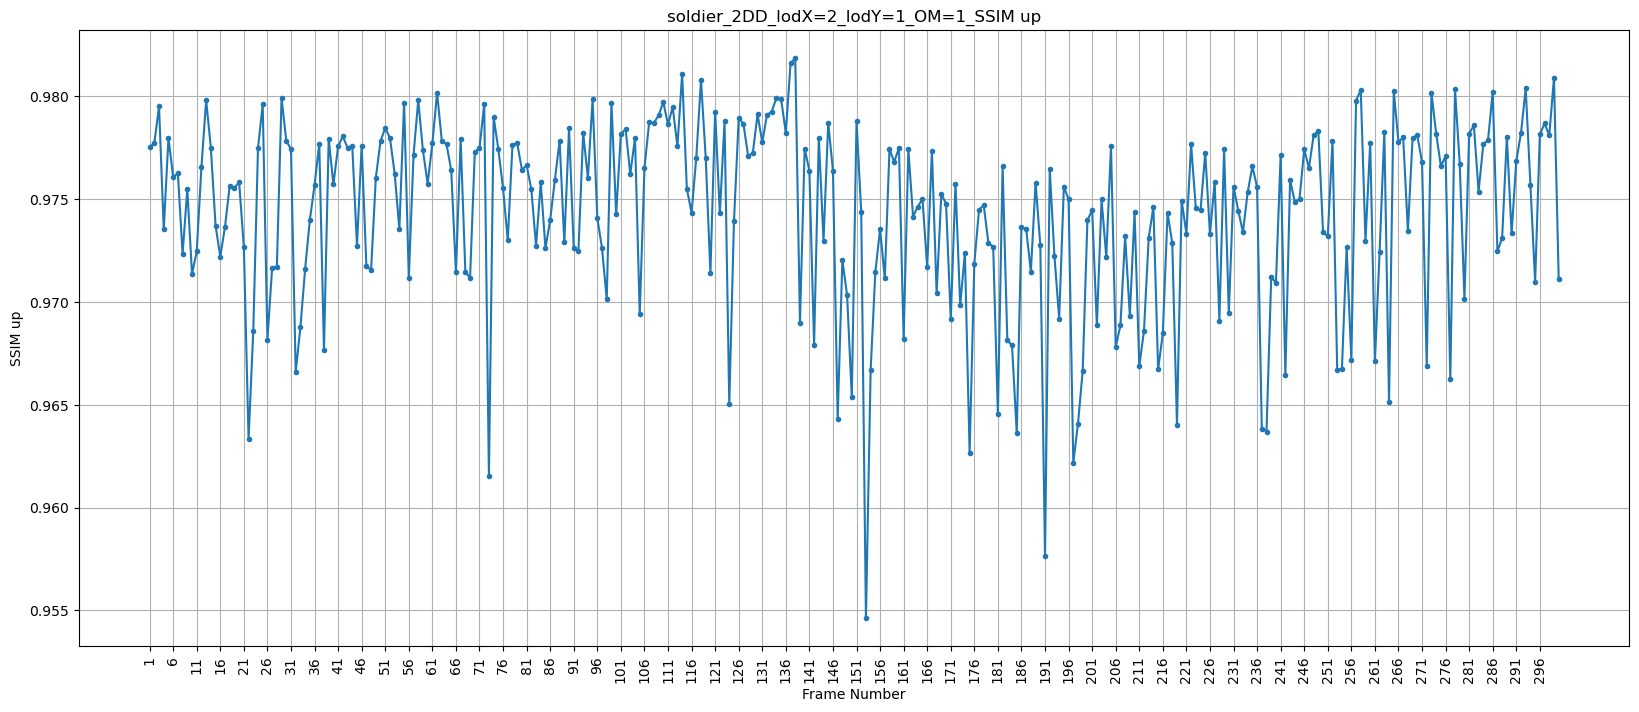 soldier_2DD_lodX=2_lodY=1_OM=1_SSIM up
SSIM up
0.980
0.975
0.970
0.965
0.960
0.955
1 6 11 16 21 26 31 36 41 46 51 56 61 66 71 76 81 86 91 96 101 106 111 116 121 126 131 136 141 146 151 156 161 166 171 176 181 186 191 196 201 206 211 216 221 226 231 236 241 246 251 256 261 266 271 276 281 286 291 296
Frame Number